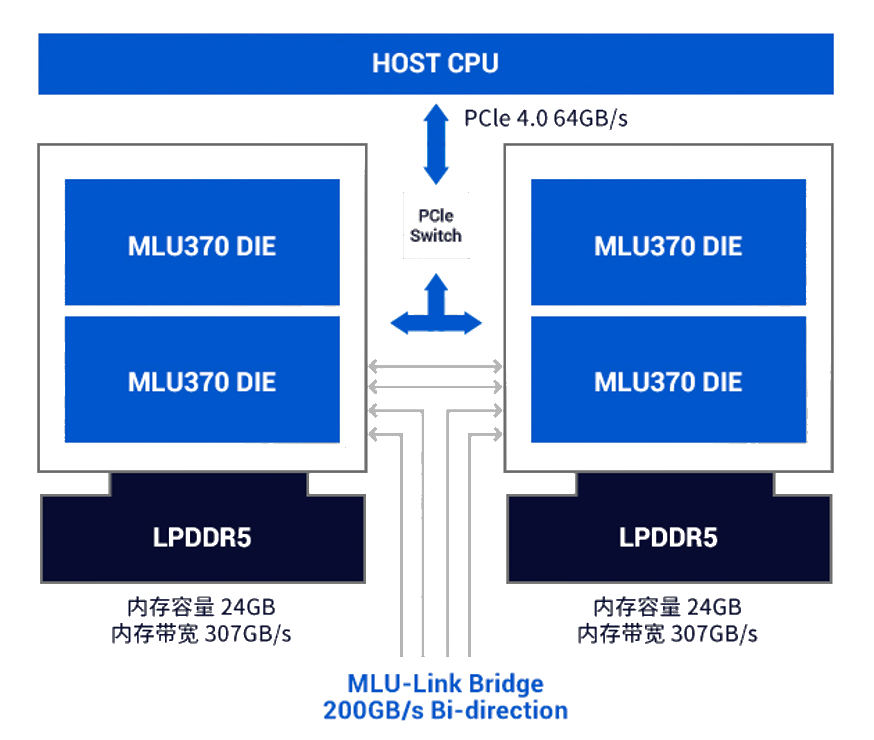 HOST CPU
PCle 4.0 64GB/s
PCle
Switch
MLU370 DIE
MLU370 DIE
MLU370 DIE
MLU370 DIE
LPDDR5
LPDDR5
内存容量 24GB
内存带宽 307GB/s
内存容量 24GB
内存带宽 307GB/s
MLU-Link Bridge
200GB/s Bi-direction